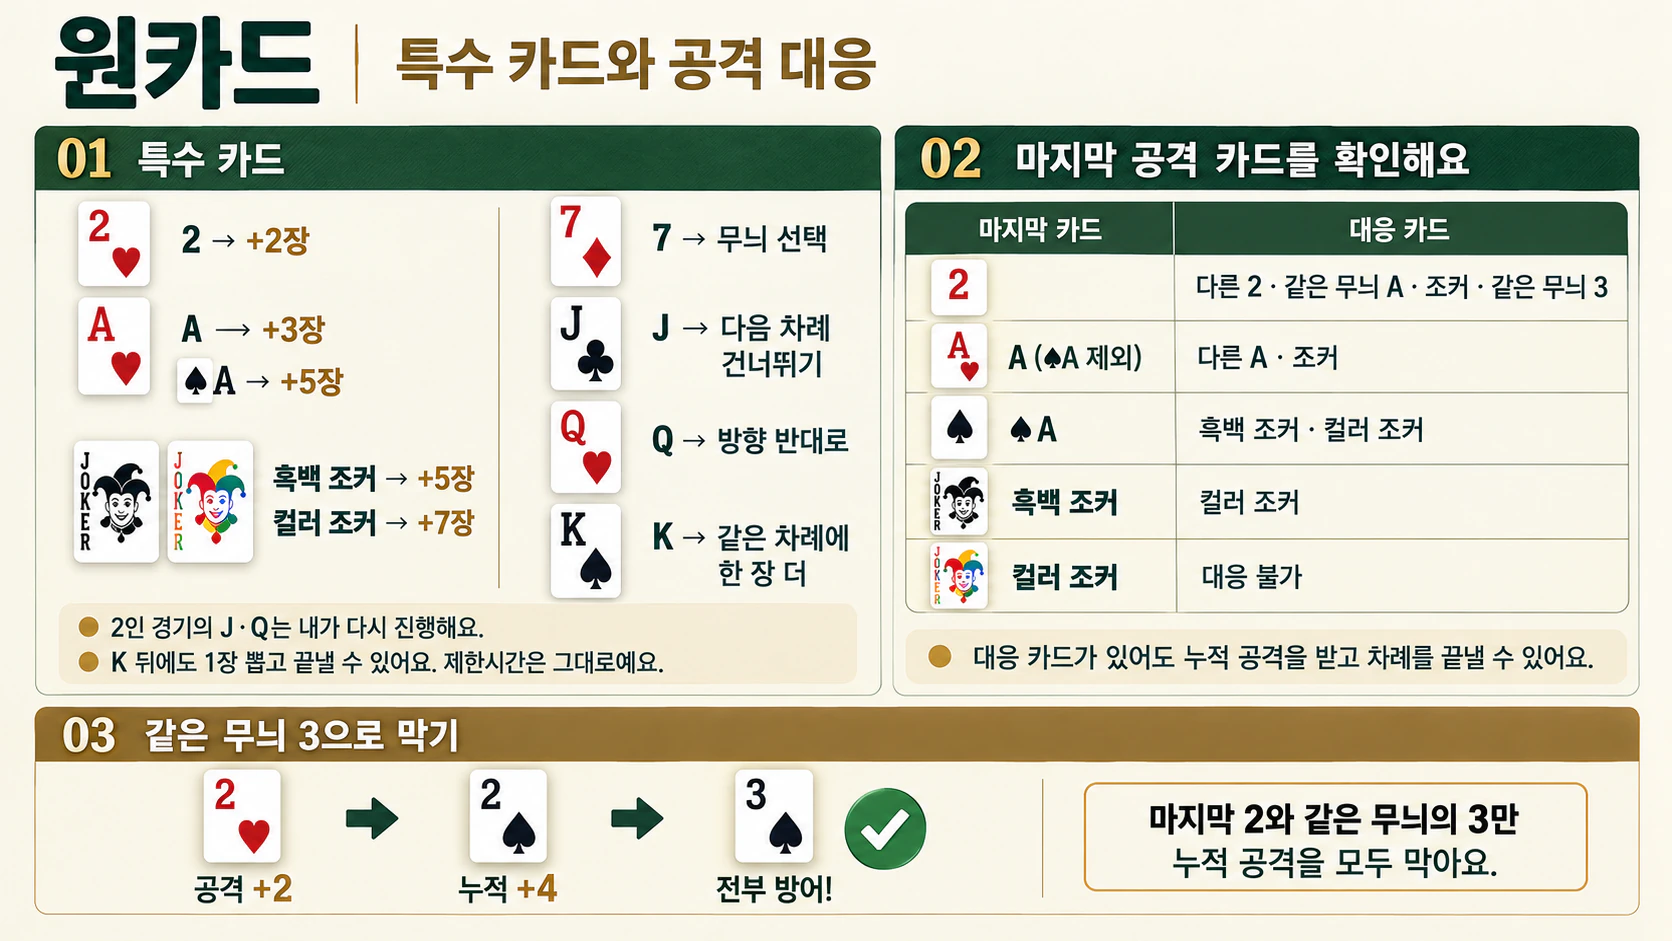 원카드
특수 카드와 공격 대응
01 특수 카드
2
2 → +2장
A
A → +3장
♠A → +5장
JOKER
JOKER
흑백 조커 → +5장
컬러 조커 → +7장
7
7 → 무늬 선택
J
J → 다음 차례
건너뛰기
Q
Q → 방향 반대로
K
K → 같은 차례에
한 장 더
2인 경기의 J · Q는 내가 다시 진행해요.
K 뒤에도 1장 뽑고 끝낼 수 있어요. 제한시간은 그대로예요.
02 마지막 공격 카드를 확인해요
마지막 카드 대응 카드
2 다른 2 · 같은 무늬 A · 조커 · 같은 무늬 3
A A (♠A 제외) 다른 A · 조커
♠ A 흑백 조커 · 컬러 조커
JOKER 흑백 조커 컬러 조커
JOKER 컬러 조커 대응 불가
대응 카드가 있어도 누적 공격을 받고 차례를 끝낼 수 있어요.
03 같은 무늬 3으로 막기
2
공격 +2
2
누적 +4
3
전부 방어!
마지막 2와 같은 무늬의 3만
누적 공격을 모두 막아요.